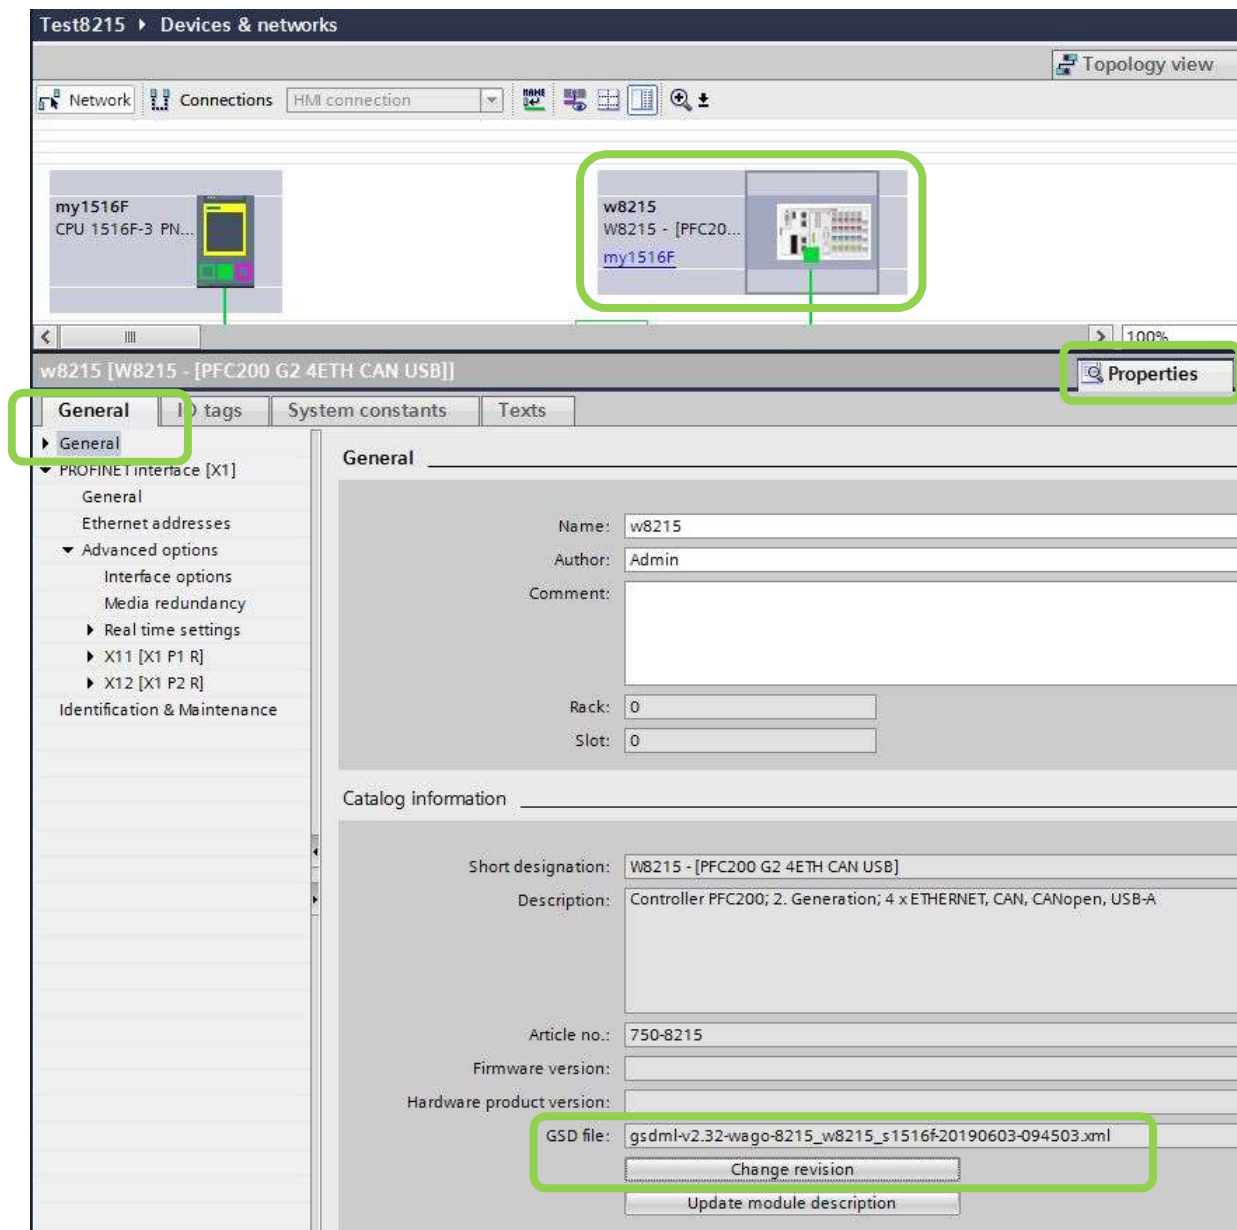 Test8215 ▸ Devices & networks
Topology view
Network Connections HMI connection
NAME
my1516F
CPU 1516F-3 PN...
w8215
W8215 - [PFC20...
my1516F
100%
w8215 [W8215 - [PFC200 G2 4ETH CAN USB]]
Properties
General IO tags System constants Texts
General
PROFINET interface [X1]
General
Ethernet addresses
Advanced options
Interface options
Media redundancy
Real time settings
X11 [X1 P1 R]
X12 [X1 P2 R]
Identification & Maintenance
General
Name: w8215
Author: Admin
Comment:
Rack: 0
Slot: 0
Catalog information
Short designation: W8215 - [PFC200 G2 4ETH CAN USB]
Description: Controller PFC200; 2. Generation; 4 x ETHERNET, CAN, CANopen, USB-A
Article no.: 750-8215
Firmware version:
Hardware product version:
GSD file: gsdml-v2.32-wago-8215_w8215_s1516f-20190603-094503.xml
Change revision
Update module description